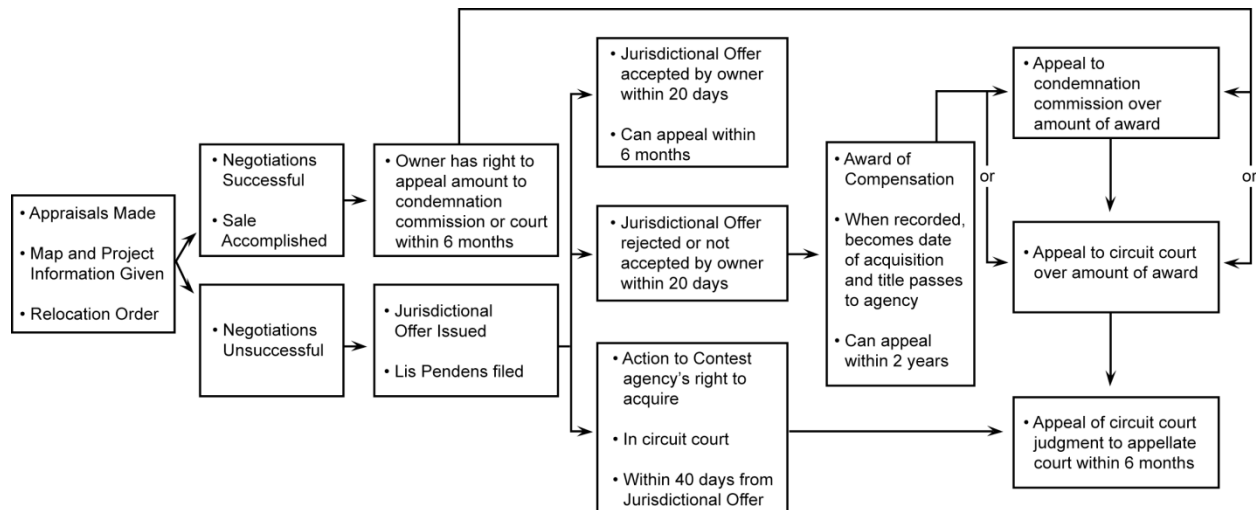 • Appraisals Made
• Map and Project
Information Given
• Relocation Order
• Negotiations
Successful
• Sale
Accomplished
• Negotiations
Unsuccessful
• Owner has right to
appeal amount to
condemnation
commission or court
within 6 months
• Jurisdictional
Offer Issued
• Lis Pendens filed
• Jurisdictional Offer
accepted by owner
within 20 days
• Can appeal within
6 months
• Jurisdictional Offer
rejected or not
accepted by owner
within 20 days
• Action to Contest
agency's right to
acquire
• In circuit court
• Within 40 days from
Jurisdictional Offer
• Award of
Compensation
• When recorded,
becomes date
of acquisition
and title passes
to agency
• Can appeal
within 2 years
or
• Appeal to
condemnation
commission over
amount of award
or
• Appeal to circuit court
over amount of award
• Appeal of circuit court
judgment to appellate
court within 6 months